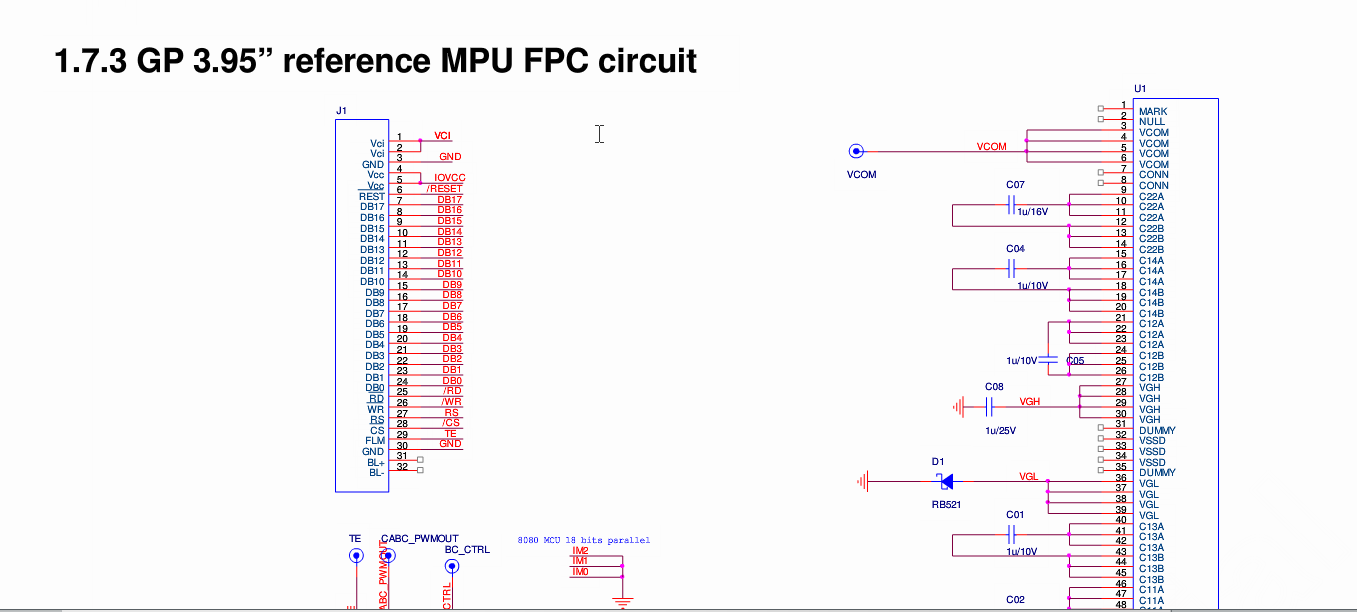 1.7.3 GP 3.95” reference MPU FPC circuit
J1
Vci 1 VCI
Vci 2
GND 3 GND
Vcc 4
Vcc 5 IOVCC
REST 6 /RESET
DB17 7 DB17
DB16 8 DB16
DB15 9 DB15
DB14 10 DB14
DB13 11 DB13
DB12 12 DB12
DB11 13 DB11
DB10 14 DB10
DB9 15 DB9
DB8 16 DB8
DB7 17 DB7
DB6 18 DB6
DB5 19 DB5
DB4 20 DB4
DB3 21 DB3
DB2 22 DB2
DB1 23 DB1
DB0 24 DB0
RD 25 /RD
WR 26 /WR
RS 27 RS
CS 28 /CS
FLM 29 TE
GND 30 GND
BL+ 31
BL- 32
TE
CABC_PWMOUT
BC_CTRL
ABC_PWMOUT
CTRL
8080 MCU 18 bits parallel
IM2
IM1
IM0
VCOM
VCOM
C07
1u/16V
C04
1u/10V
1u/10V C05
C08
VGH
1u/25V
D1
VGL
RB521
C01
1u/10V
C02
U1
1 MARK
2 NULL
3 VCOM
4 VCOM
5 VCOM
6 VCOM
7 CONN
8 CONN
9 C22A
10 C22A
11 C22A
12 C22B
13 C22B
14 C22B
15 C14A
16 C14A
17 C14A
18 C14B
19 C14B
20 C14B
21 C12A
22 C12A
23 C12A
24 C12B
25 C12B
26 C12B
27 VGH
28 VGH
29 VGH
30 VGH
31 DUMMY
32 VSSD
33 VSSD
34 VSSD
35 DUMMY
36 VGL
37 VGL
38 VGL
39 VGL
40 C13A
41 C13A
42 C13A
43 C13B
44 C13B
45 C13B
46 C11A
47 C11A
48